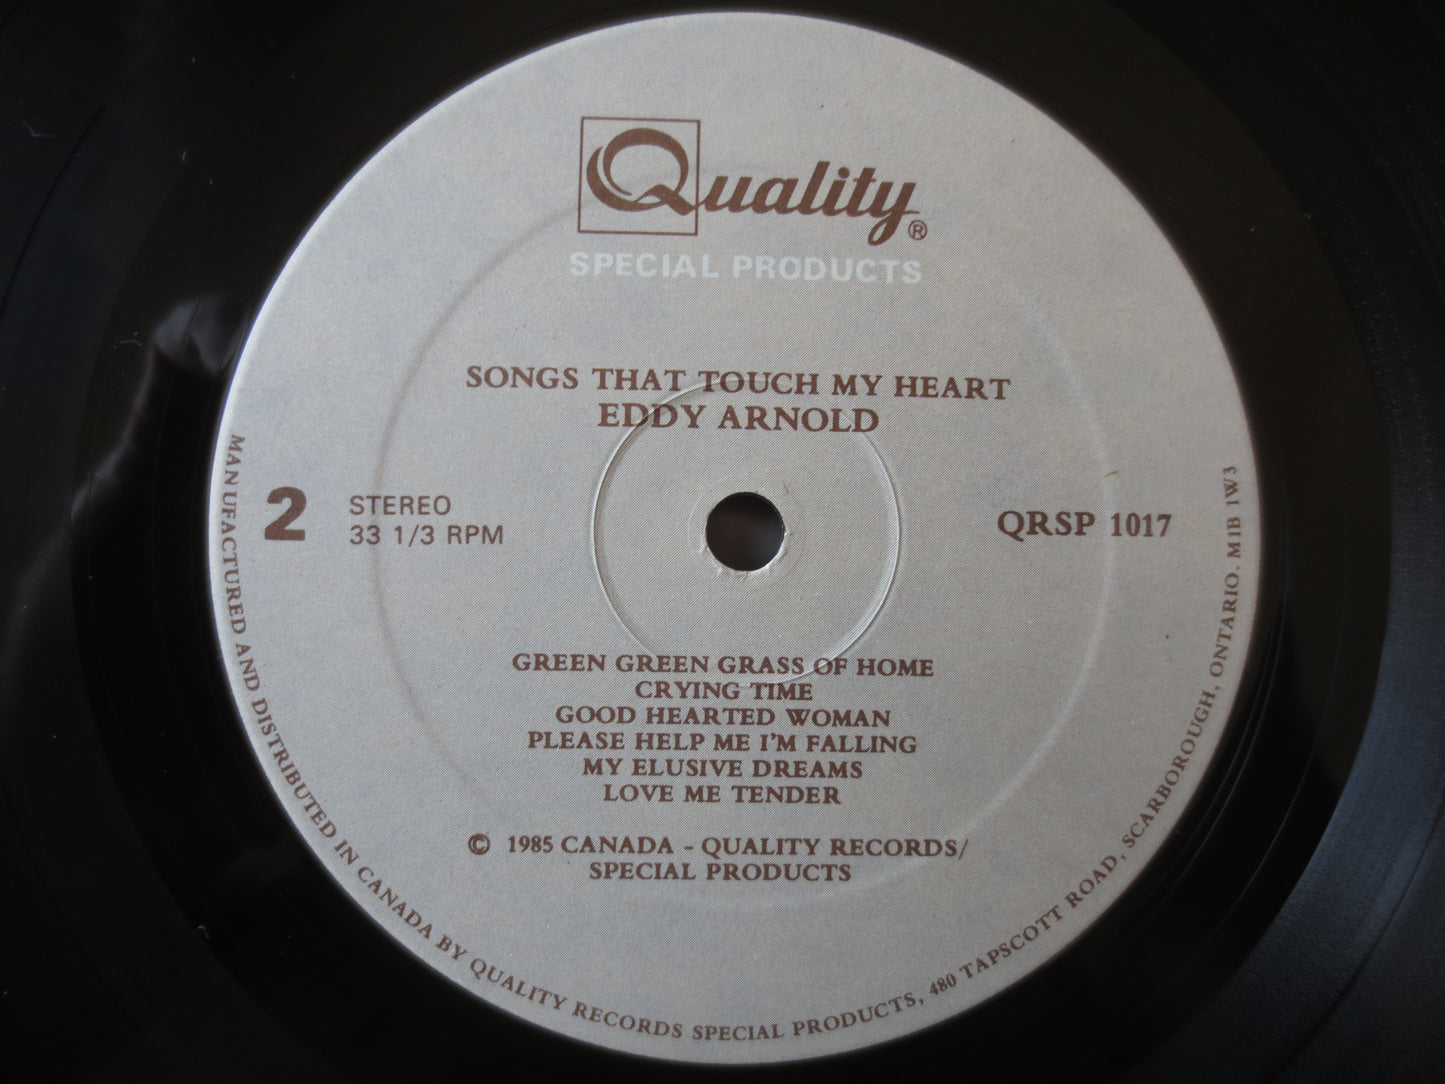 Quality®
SPECIAL PRODUCTS
SONGS THAT TOUCH MY HEART
EDDY ARNOLD
2
STEREO
33 1/3 RPM
QRSP 1017
GREEN GREEN GRASS OF HOME
CRYING TIME
GOOD HEARTED WOMAN
PLEASE HELP ME I'M FALLING
MY ELUSIVE DREAMS
LOVE ME TENDER
© 1985 CANADA - QUALITY RECORDS/
SPECIAL PRODUCTS
MANUFACTURED AND DISTRIBUTED IN CANADA BY QUALITY RECORDS SPECIAL PRODUCTS, 480 TAPSCOTT ROAD, SCARBOROUGH, ONTARIO. M1B 1W3